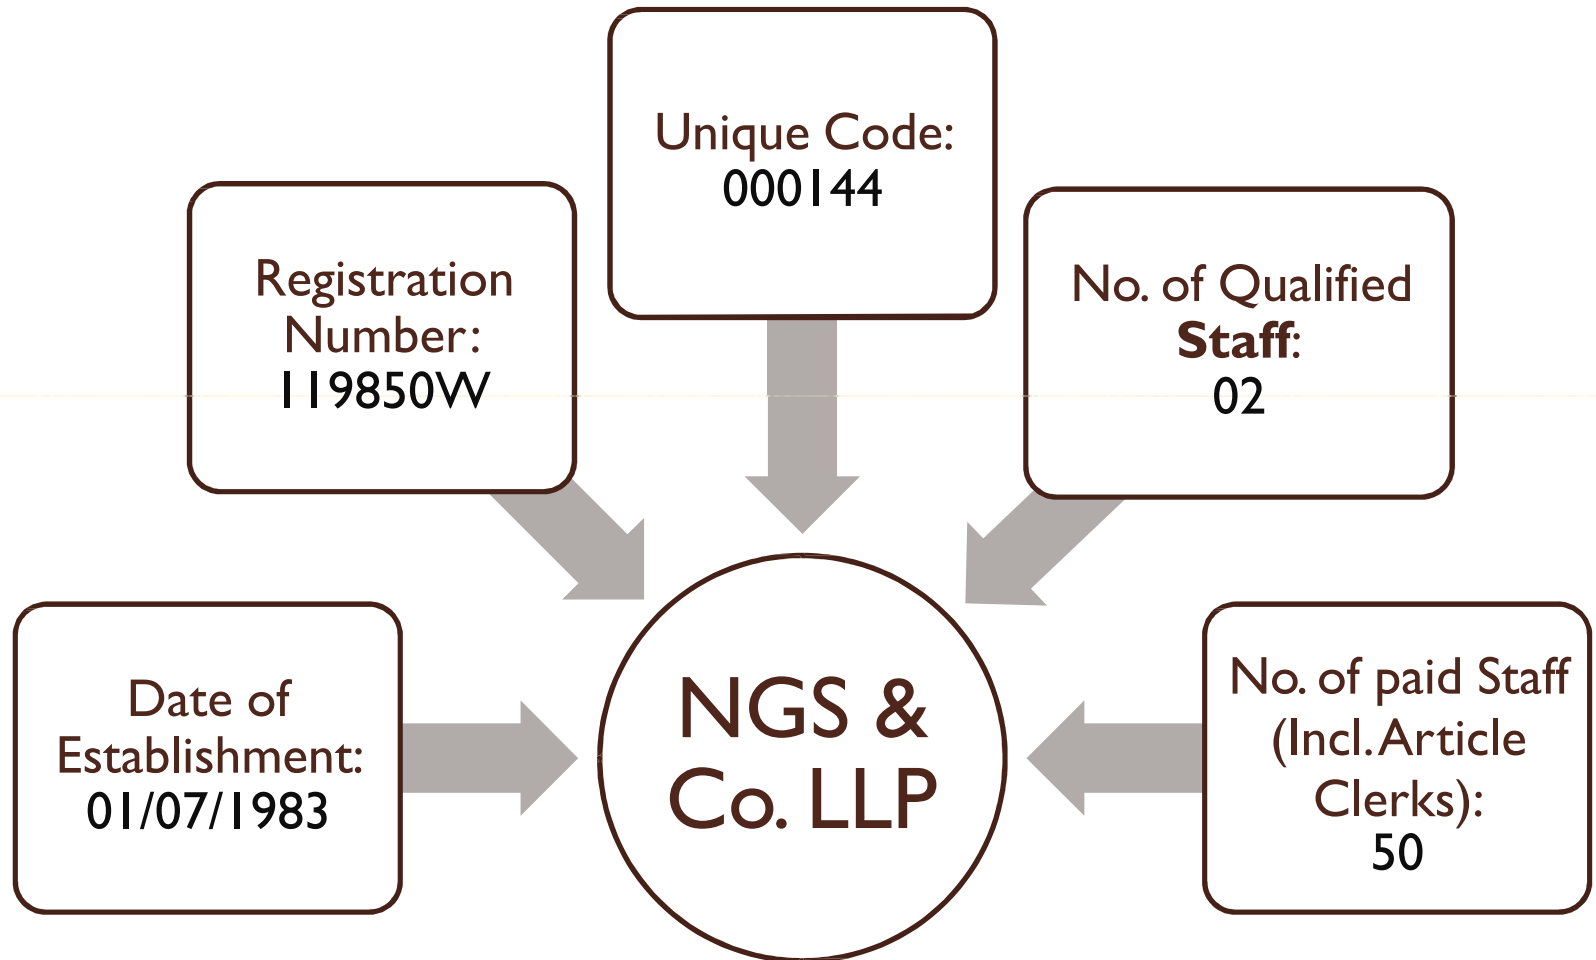 Unique Code:
000144
Registration
Number:
119850W
No. of Qualified
Staff:
02
Date of
Establishment:
01/07/1983
NGS &
Co. LLP
No. of paid Staff
(Incl. Article
Clerks):
50